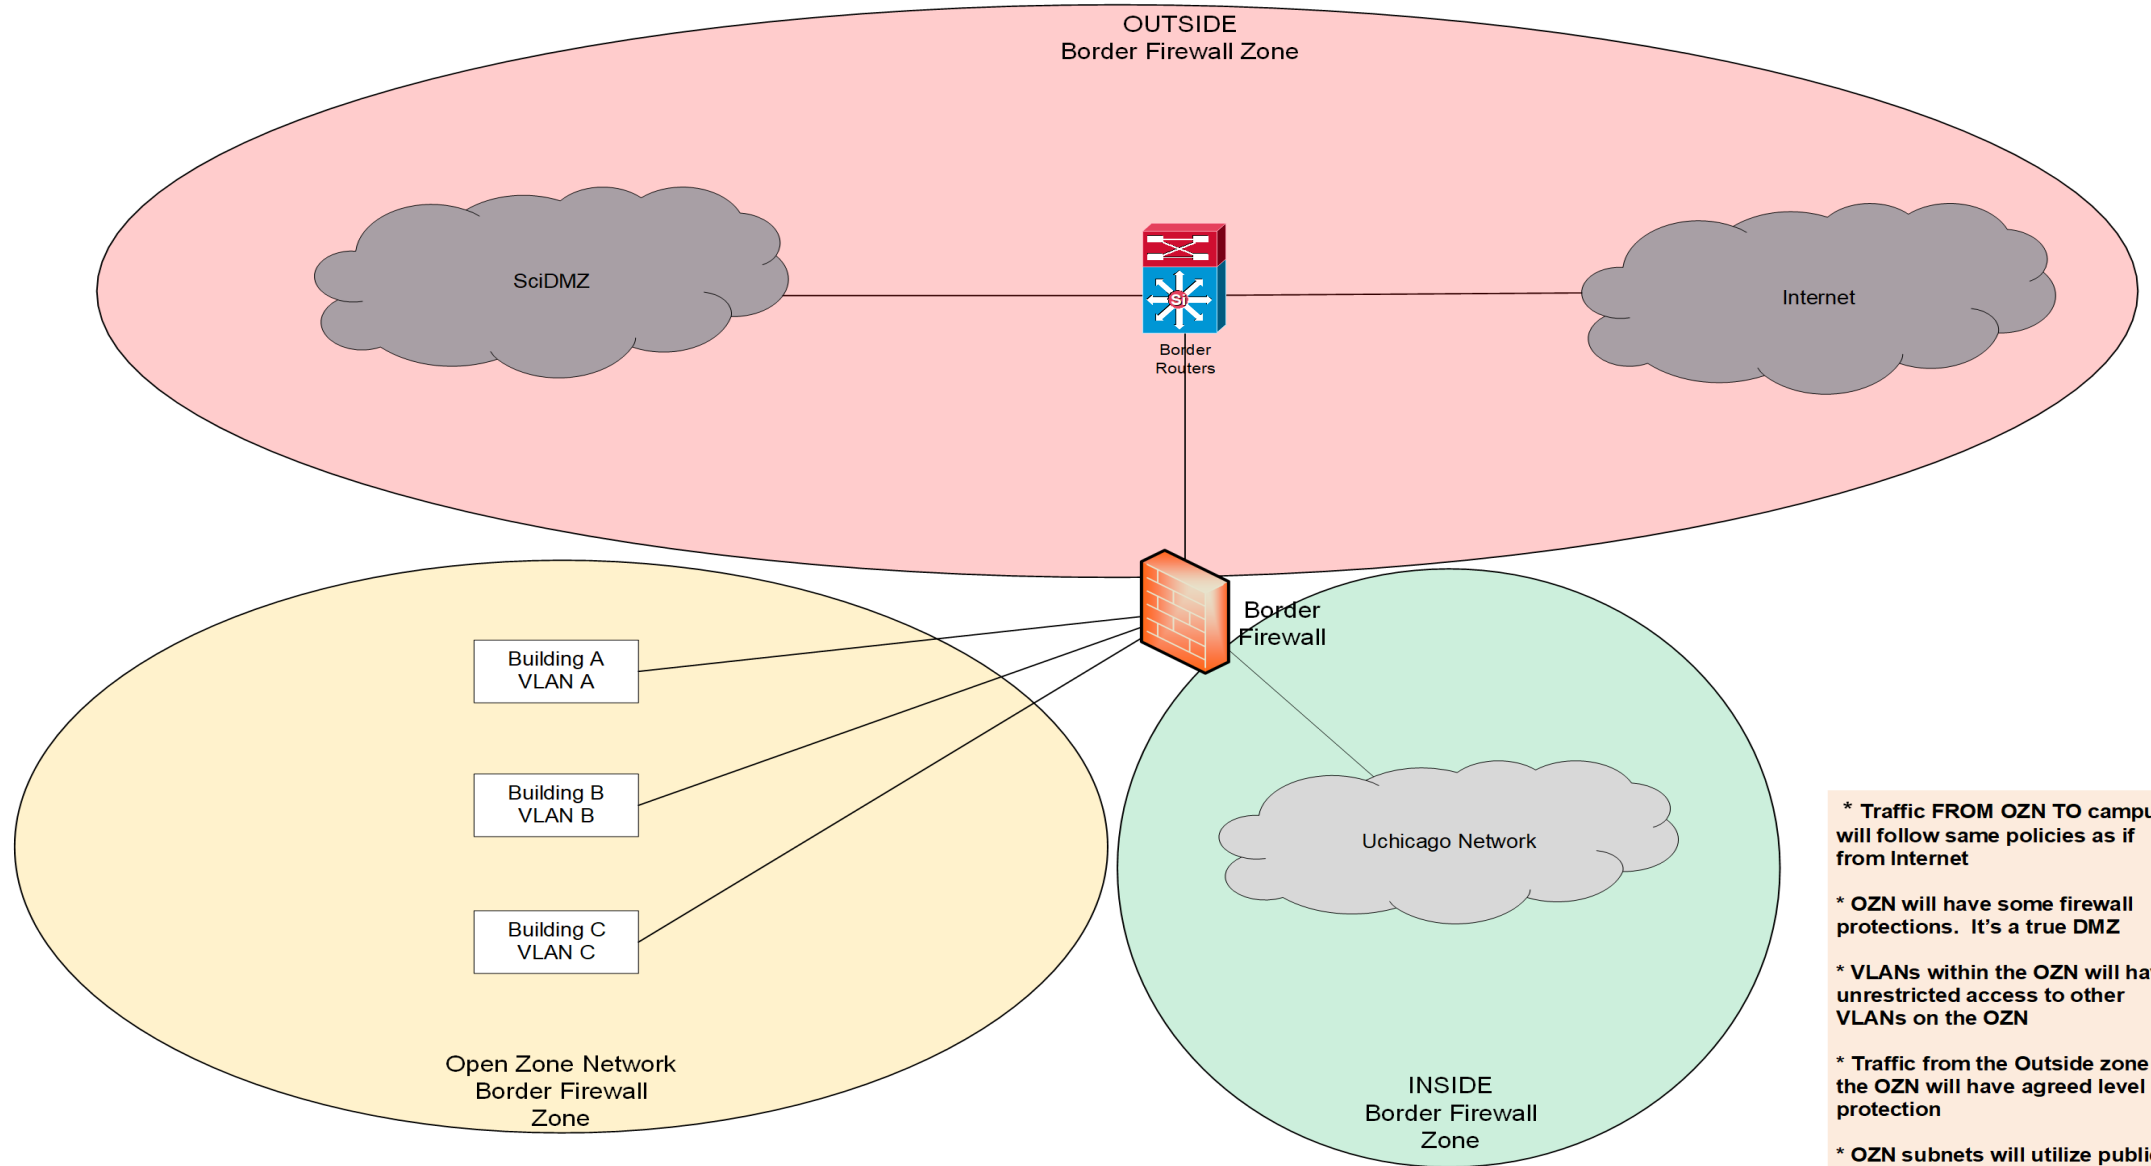 OUTSIDE
Border Firewall Zone
SciDMZ
Si
Internet
Border
Routers
Border
Firewall
Building A
VLAN A
Building B
VLAN B
Building C
VLAN C
Uchicago Network
Open Zone Network
Border Firewall
Zone
INSIDE
Border Firewall
Zone
* Traffic FROM OZN TO campu
will follow same policies as if
from Internet
* OZN will have some firewall
protections.  It’s a true DMZ
* VLANs within the OZN will ha
unrestricted access to other
VLANs on the OZN
* Traffic from the Outside zone
the OZN will have agreed level
protection
* OZN subnets will utilize public